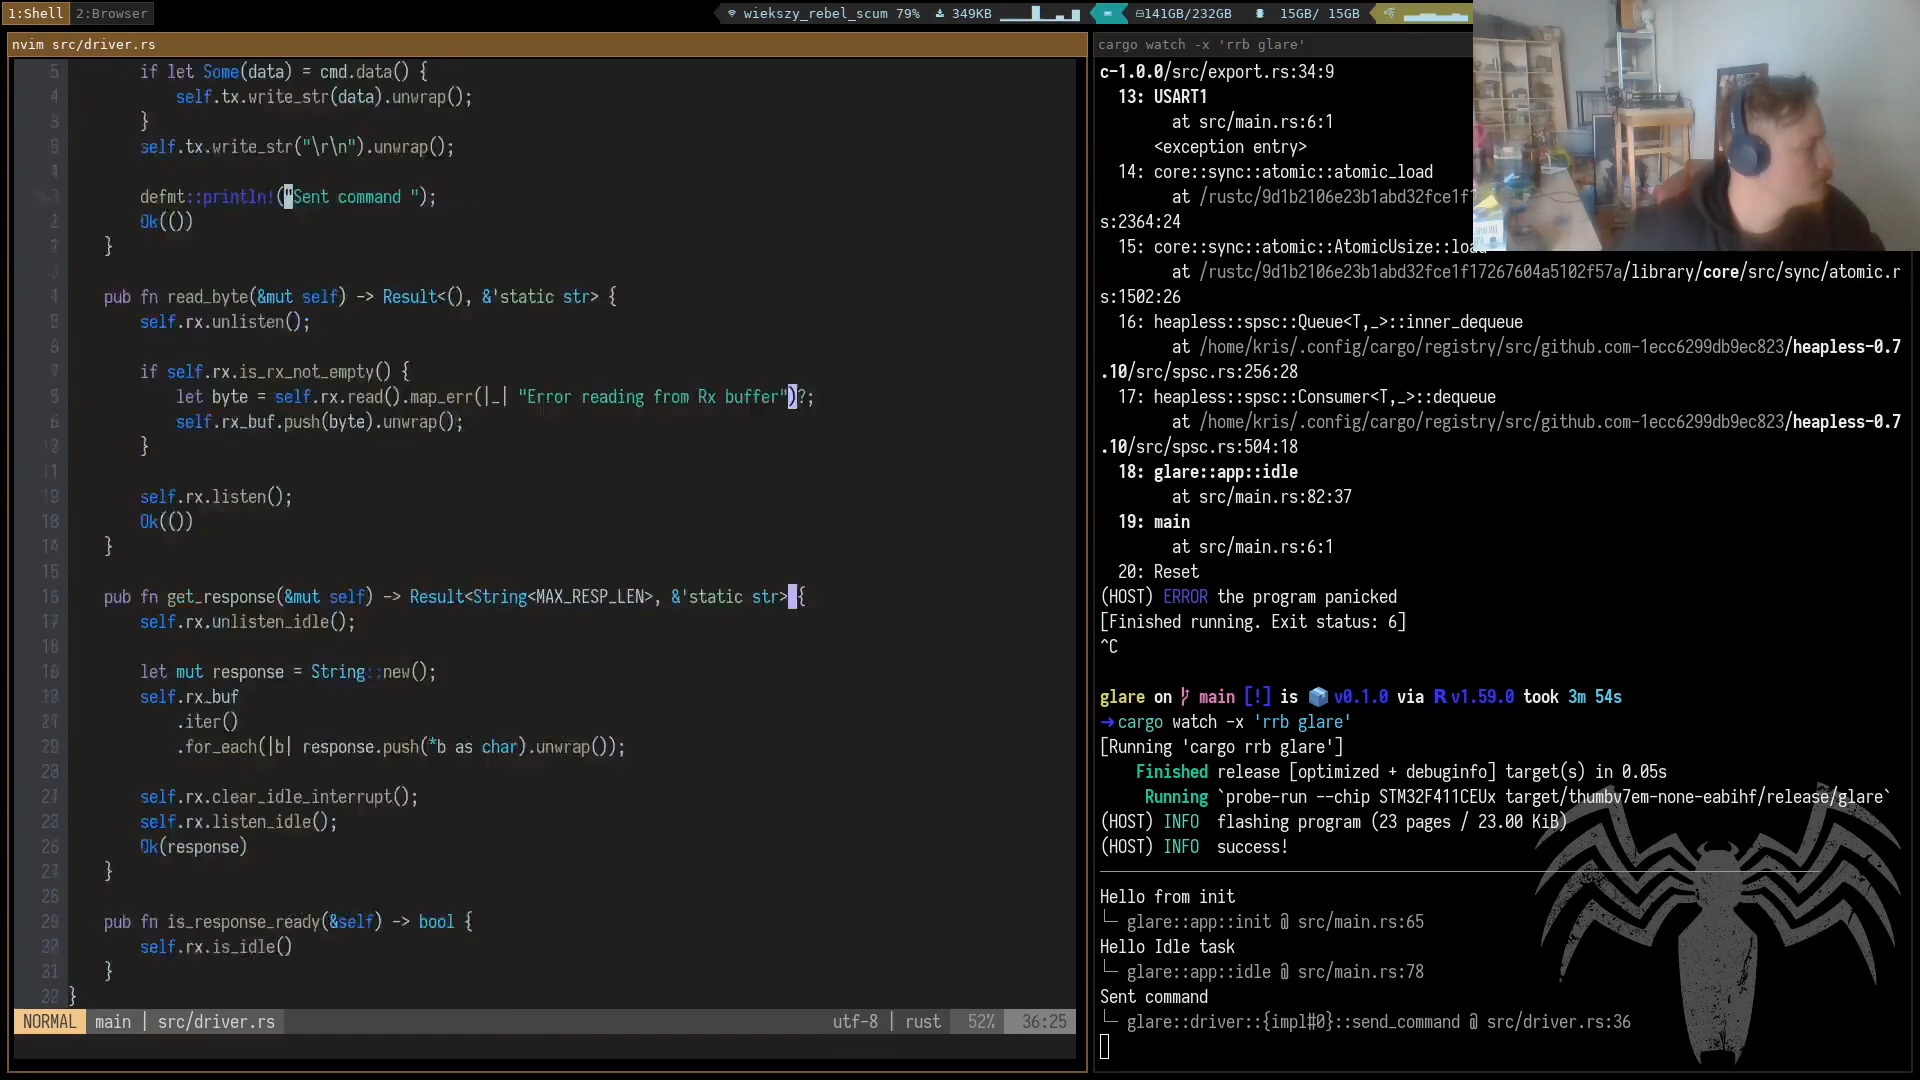 1:Shell 2:Browser
wiekszy_rebel_scum 79% 349KB 141GB/232GB 15GB/ 15GB
nvim src/driver.rs
if let Some(data) = cmd.data() {
self.tx.write_str(data).unwrap();
}
self.tx.write_str("\r\n").unwrap();
defmt::println!("Sent command ");
Ok(())
}
pub fn read_byte(&mut self) -> Result<(), &'static str> {
self.rx.unlisten();
if self.rx.is_rx_not_empty() {
let byte = self.rx.read().map_err(|_| "Error reading from Rx buffer")?;
self.rx_buf.push(byte).unwrap();
}
self.rx.listen();
Ok(())
}
pub fn get_response(&mut self) -> Result<String<MAX_RESP_LEN>, &'static str> {
self.rx.unlisten_idle();
let mut response = String::new();
self.rx_buf
.iter()
.for_each(|b| response.push(*b as char).unwrap());
self.rx.clear_idle_interrupt();
self.rx.listen_idle();
Ok(response)
}
pub fn is_response_ready(&self) -> bool {
self.rx.is_idle()
}
}
NORMAL main | src/driver.rs utf-8 | rust 52% 36:25
cargo watch -x 'rrb glare'
c-1.0.0/src/export.rs:34:9
13: USART1
at src/main.rs:6:1
<exception entry>
14: core::sync::atomic::atomic_load
at /rustc/9d1b2106e23b1abd32fce1f1
s:2364:24
15: core::sync::atomic::AtomicUsize::loa
at /rustc/9d1b2106e23b1abd32fce1f17267604a5102f57a/library/core/src/sync/atomic.r
s:1502:26
16: heapless::spsc::Queue<T,_>::inner_dequeue
at /home/kris/.config/cargo/registry/src/github.com-1ecc6299db9ec823/heapless-0.7
.10/src/spsc.rs:256:28
17: heapless::spsc::Consumer<T,_>::dequeue
at /home/kris/.config/cargo/registry/src/github.com-1ecc6299db9ec823/heapless-0.7
.10/src/spsc.rs:504:18
18: glare::app::idle
at src/main.rs:82:37
19: main
at src/main.rs:6:1
20: Reset
(HOST) ERROR the program panicked
[Finished running. Exit status: 6]
^C
glare on main [!] is v0.1.0 via R v1.59.0 took 3m 54s
→cargo watch -x 'rrb glare'
[Running 'cargo rrb glare']
Finished release [optimized + debuginfo] target(s) in 0.05s
Running `probe-run --chip STM32F411CEUx target/thumbv7em-none-eabihf/release/glare`
(HOST) INFO flashing program (23 pages / 23.00 KiB)
(HOST) INFO success!
Hello from init
└─ glare::app::init @ src/main.rs:65
Hello Idle task
└─ glare::app::idle @ src/main.rs:78
Sent command
└─ glare::driver::{impl#0}::send_command @ src/driver.rs:36